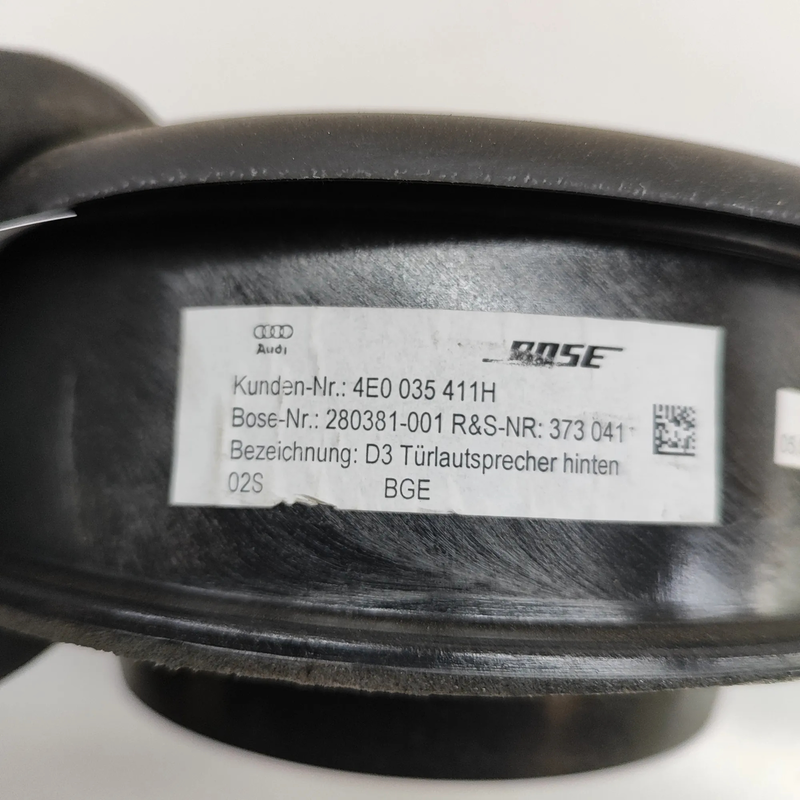 Audi
BOSE
Kunden-Nr.: 4E0 035 411H
Bose-Nr.: 280381-001 R&S-NR: 373 041
Bezeichnung: D3 Türlautsprecher hinten
02S BGE